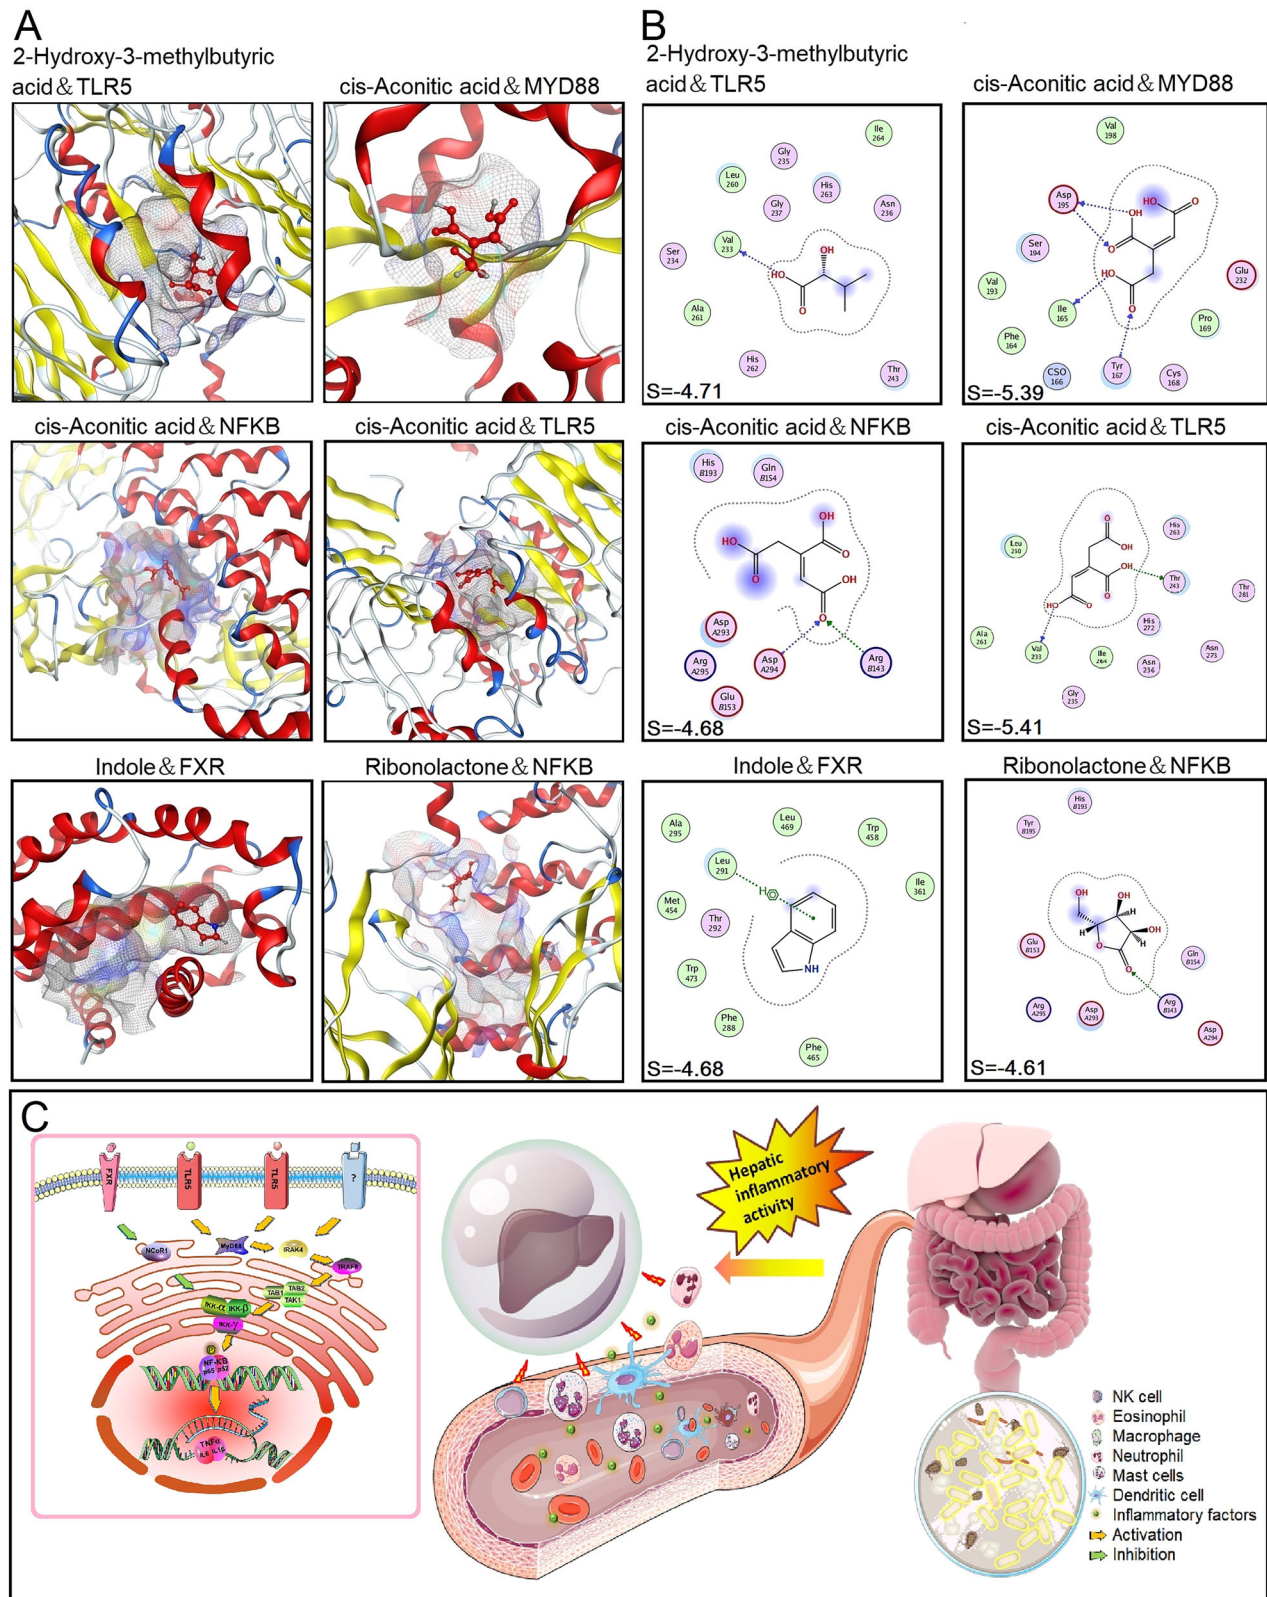 A
2-Hydroxy-3-methylbutyric
acid&TLR5
cis-Aconitic acid&MYD88
cis-Aconitic acid&NFKB
cis-Aconitic acid&TLR5
Indole&FXR
Ribonolactone&NFKB
B
2-Hydroxy-3-methylbutyric
acid&TLR5
Ile
264
Gly
235
Leu
260
His
263
Gly
237
Asn
236
Val
233
Ser
234
OH
HO
O
Ala
261
His
262
Thr
243
S=-4.71
cis-Aconitic acid&MYD88
Val
198
Asp
195
OH
HO
O
O
Ser
194
HO
O
Glu
232
Val
193
Ile
165
Pro
169
Phe
164
CSO
166
Tyr
167
Cys
168
S=-5.39
cis-Aconitic acid&NFKB
His
B193
Gln
B154
OH
HO
O
O
OH
O
Asp
A293
Arg
A295
Asp
A294
Arg
B143
Glu
B153
S=-4.68
cis-Aconitic acid&TLR5
O
His
263
Leu
260
OH
OH
Thr
243
Thr
281
O
HO
O
His
272
Ala
261
Val
233
Ile
264
Asn
236
Asn
273
Gly
235
S=-5.41
Indole&FXR
Ala
295
Leu
469
Trp
458
Leu
291
H
Ile
361
Met
454
Thr
292
Trp
473
NH
Phe
288
Phe
465
S=-4.68
Ribonolactone&NFKB
His
B193
Tyr
B195
OH
OH
H
OH
H
H
O
O
Glu
B153
Gln
B154
Arg
A295
Asp
A293
Arg
B143
Asp
A294
S=-4.61
C
FXR
TLR5
TLR5
?
NCoR1
MyD88
IRAK4
TRAF6
TAB1
TAB2
TAK1
IKK-α
IKK-β
IKK-γ
P
NF-κB
p65 p52
TNFα
IL6 IL1β
Hepatic
inflammatory
activity
NK cell
Eosinophil
Macrophage
Neutrophil
Mast cells
Dendritic cell
Inflammatory factors
Activation
Inhibition